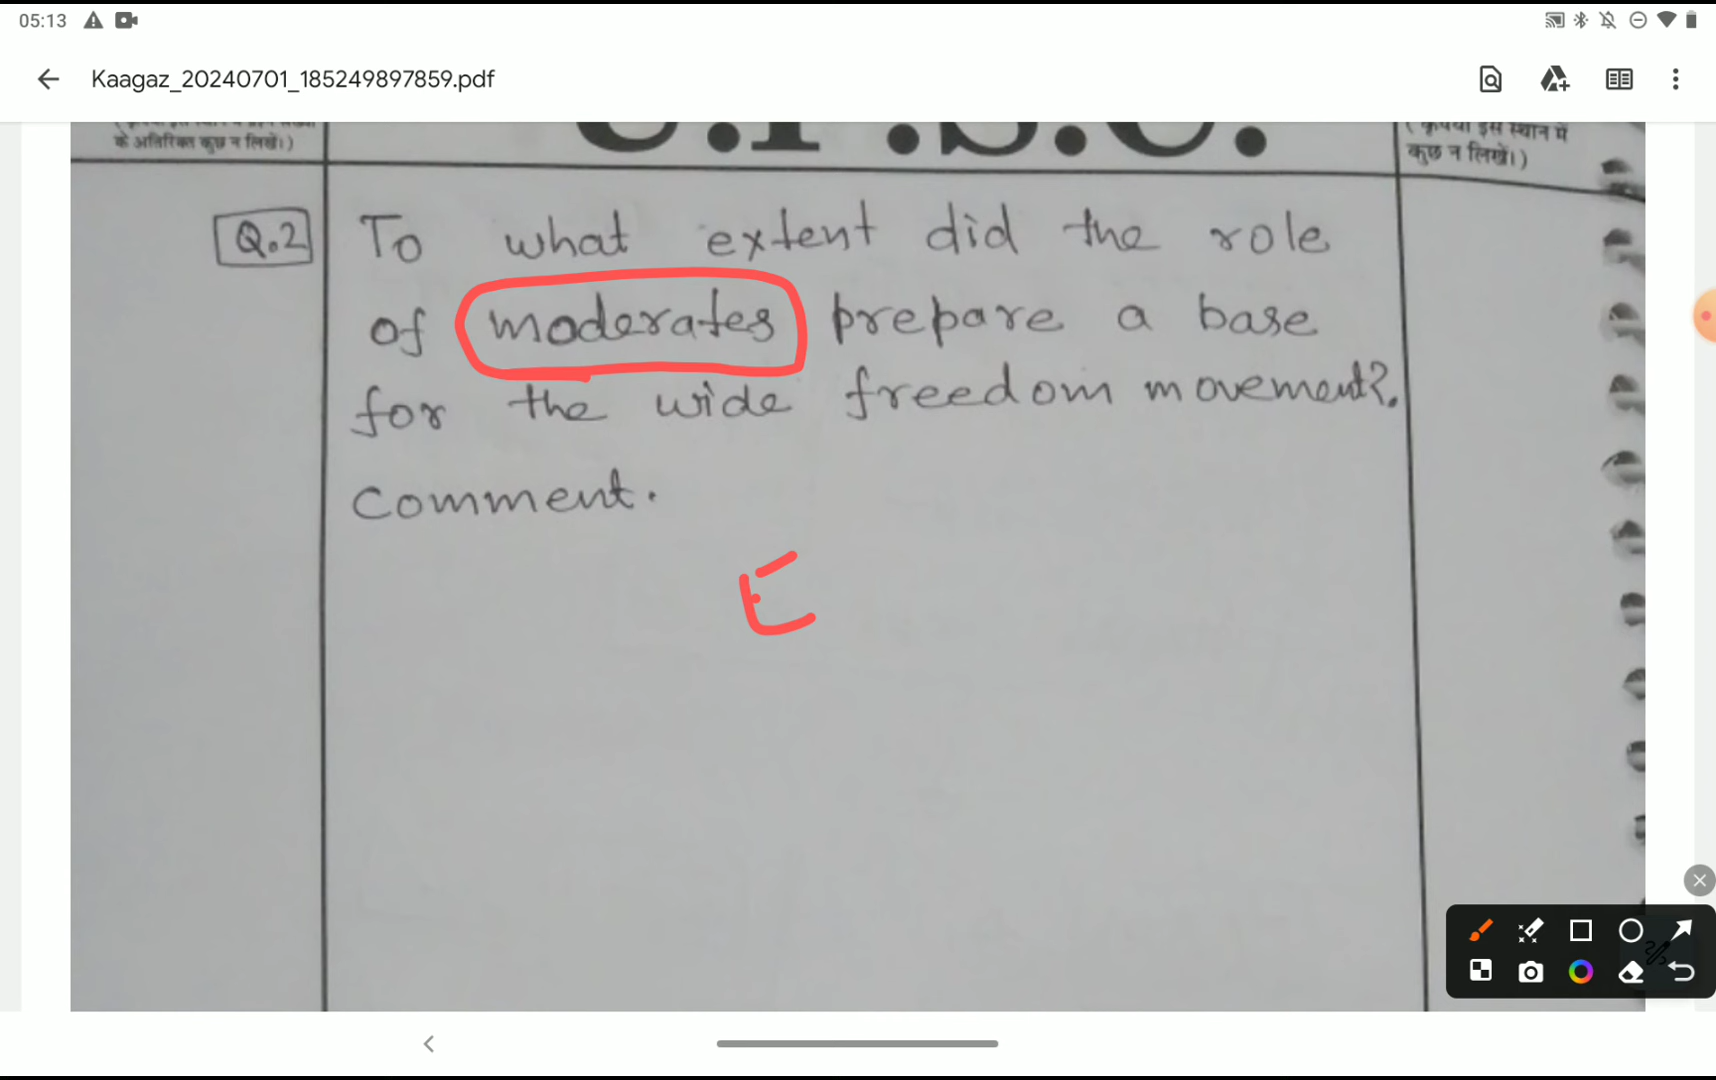 05:13
Kaagaz_20240701_185249897859.pdf
के अतिरिक्त कुछ न लिखें।)
U.P.S.C.
(कृपया इस स्थान में
कुछ न लिखें।)
Q.2 To what extent did the role
of moderates prepare a base
for the wide freedom movement?.
Comment.
E